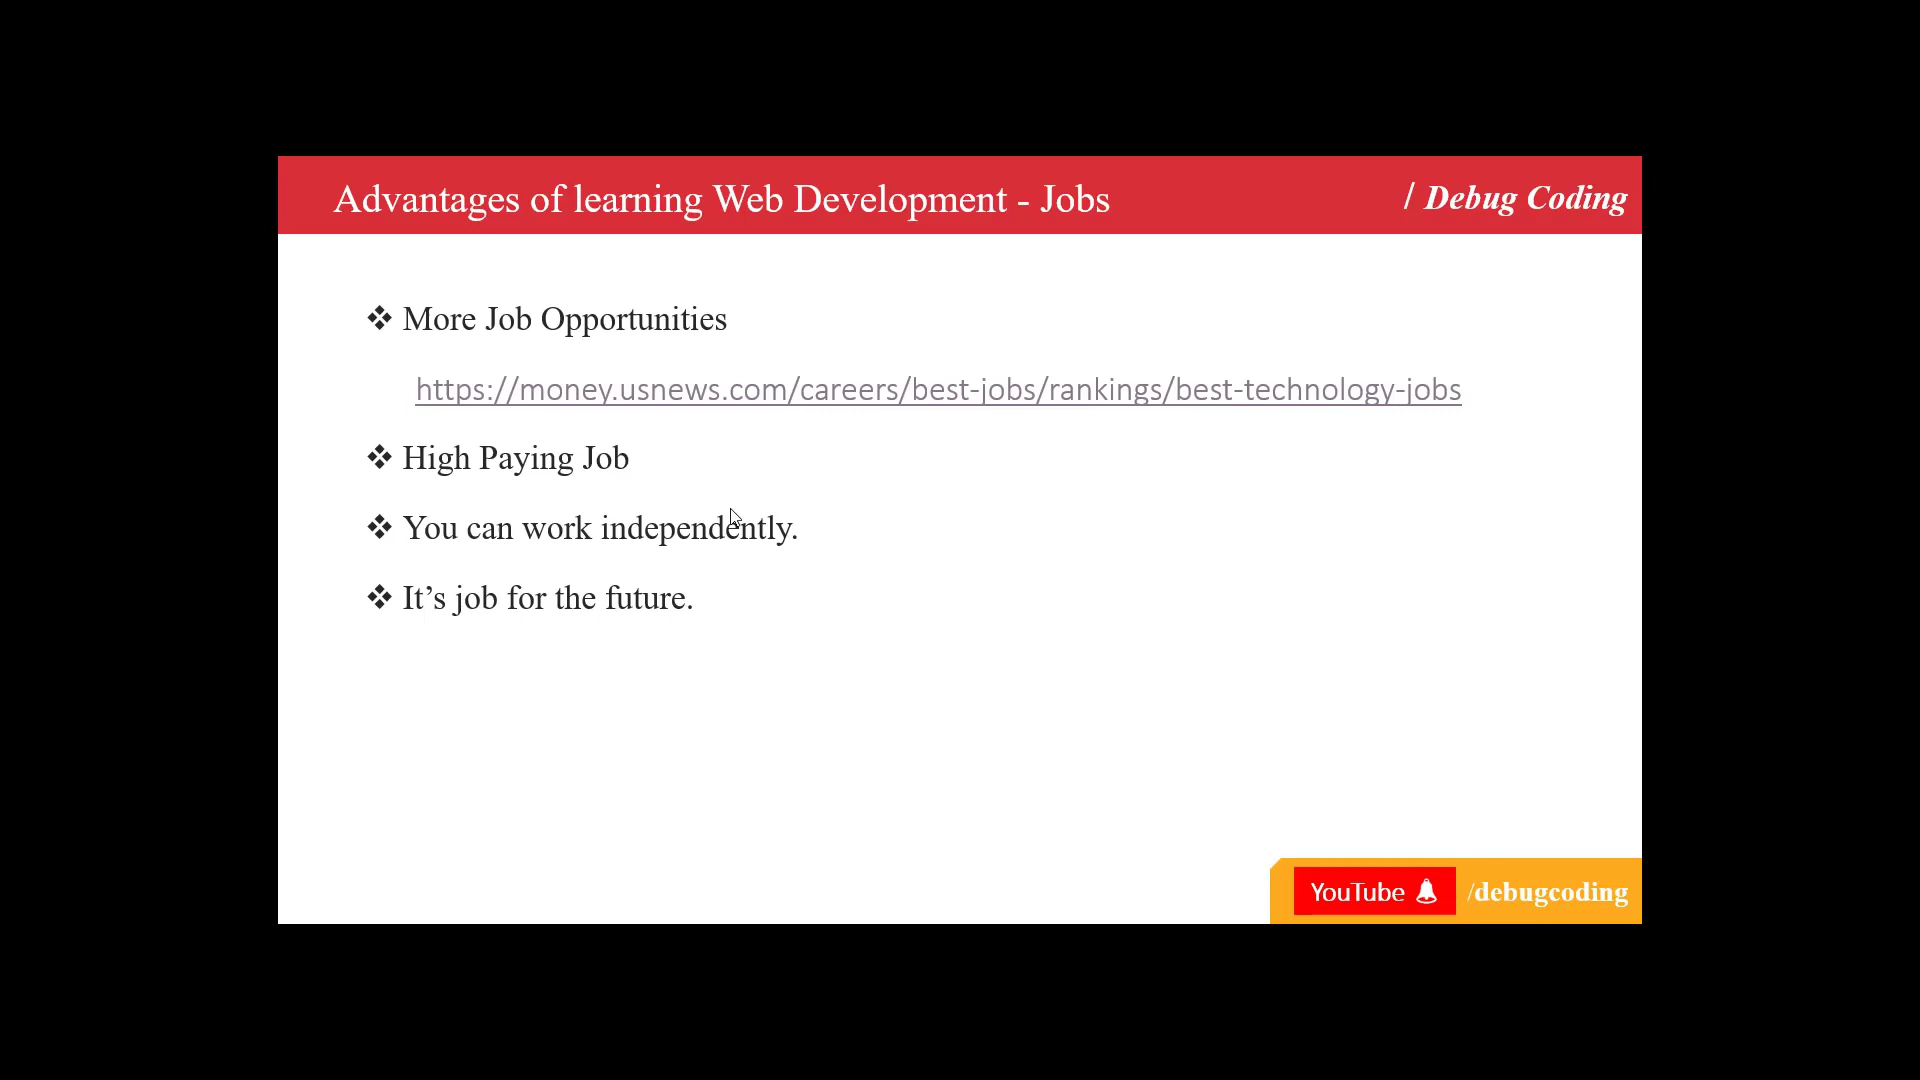 Advantages of learning Web Development - Jobs
/ Debug Coding
❖ More Job Opportunities
https://money.usnews.com/careers/best-jobs/rankings/best-technology-jobs
❖ High Paying Job
❖ You can work independently.
❖ It’s job for the future.
YouTube /debugcoding